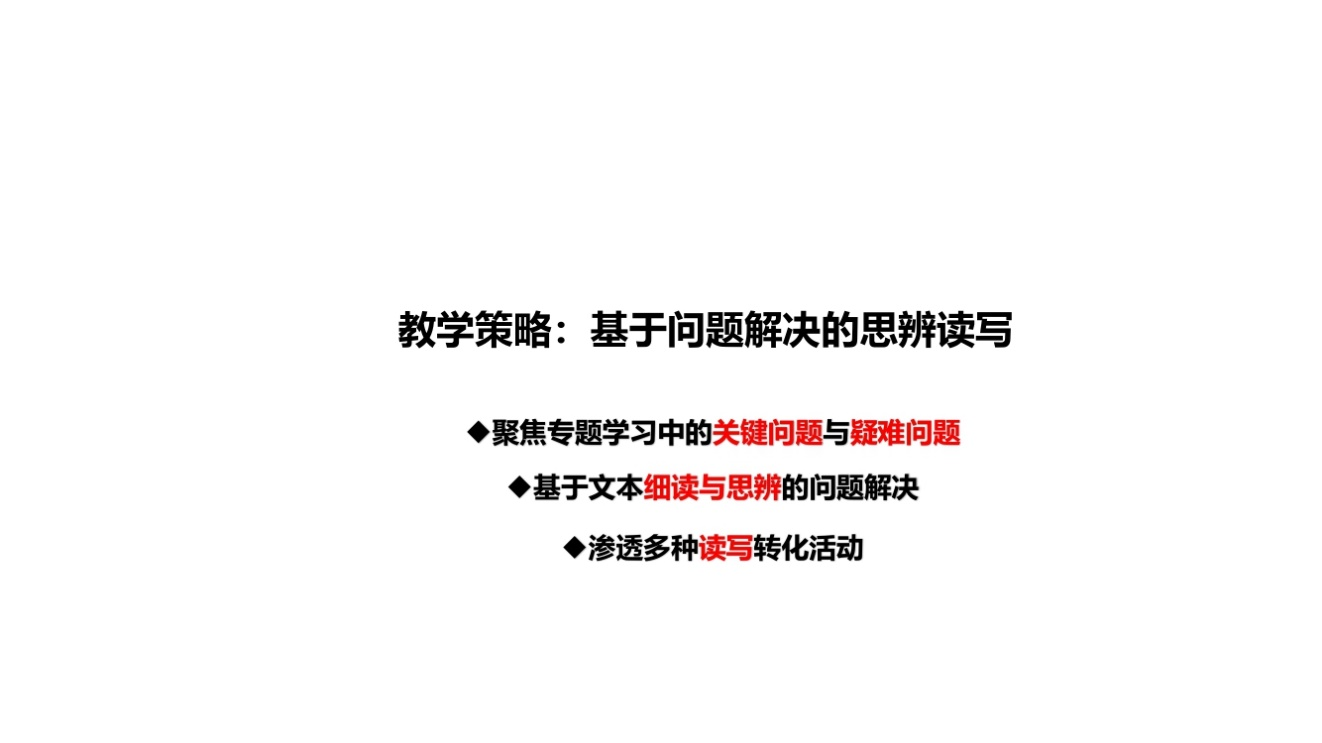 教学策略：基于问题解决的思辨读写
◆聚焦专题学习中的关键问题与疑难问题
◆基于文本细读与思辨的问题解决
◆渗透多种读写转化活动